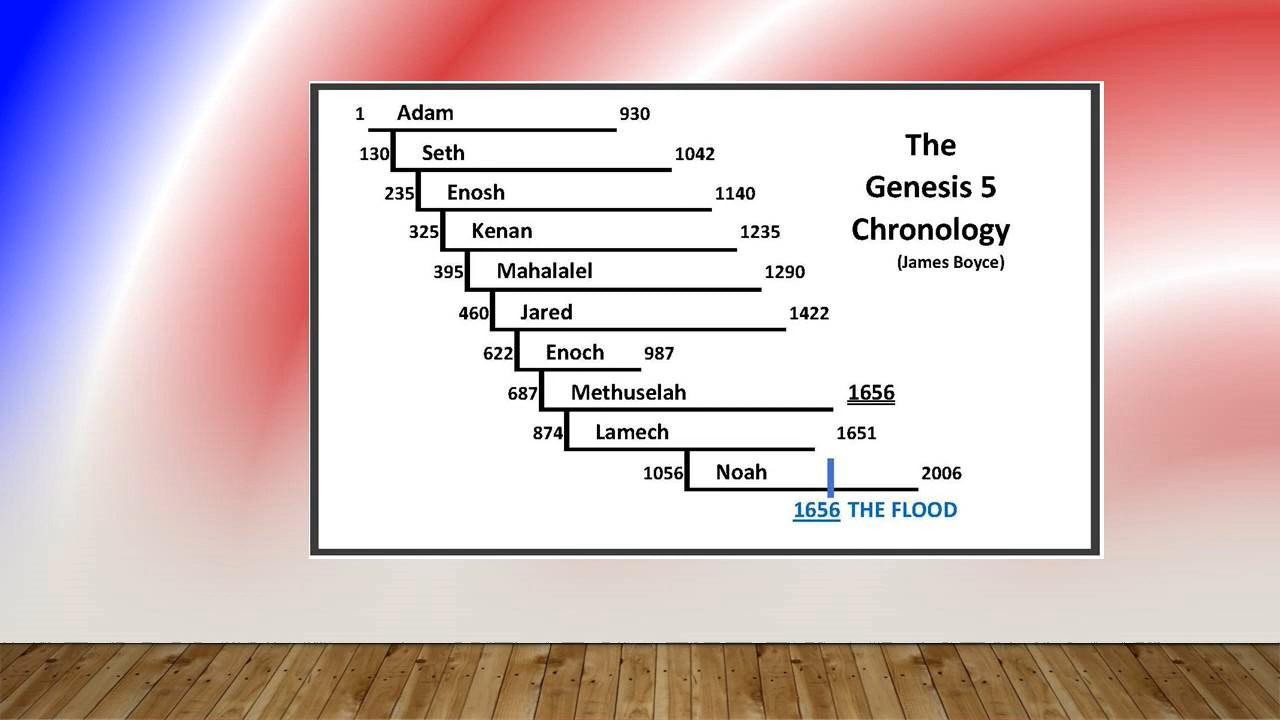 1 Adam 930
130 Seth 1042
235 Enosh 1140
325 Kenan 1235
395 Mahalalel 1290
460 Jared 1422
622 Enoch 987
687 Methuselah 1656
874 Lamech 1651
1056 Noah 2006
1656 THE FLOOD
The
Genesis 5
Chronology
(James Boyce)